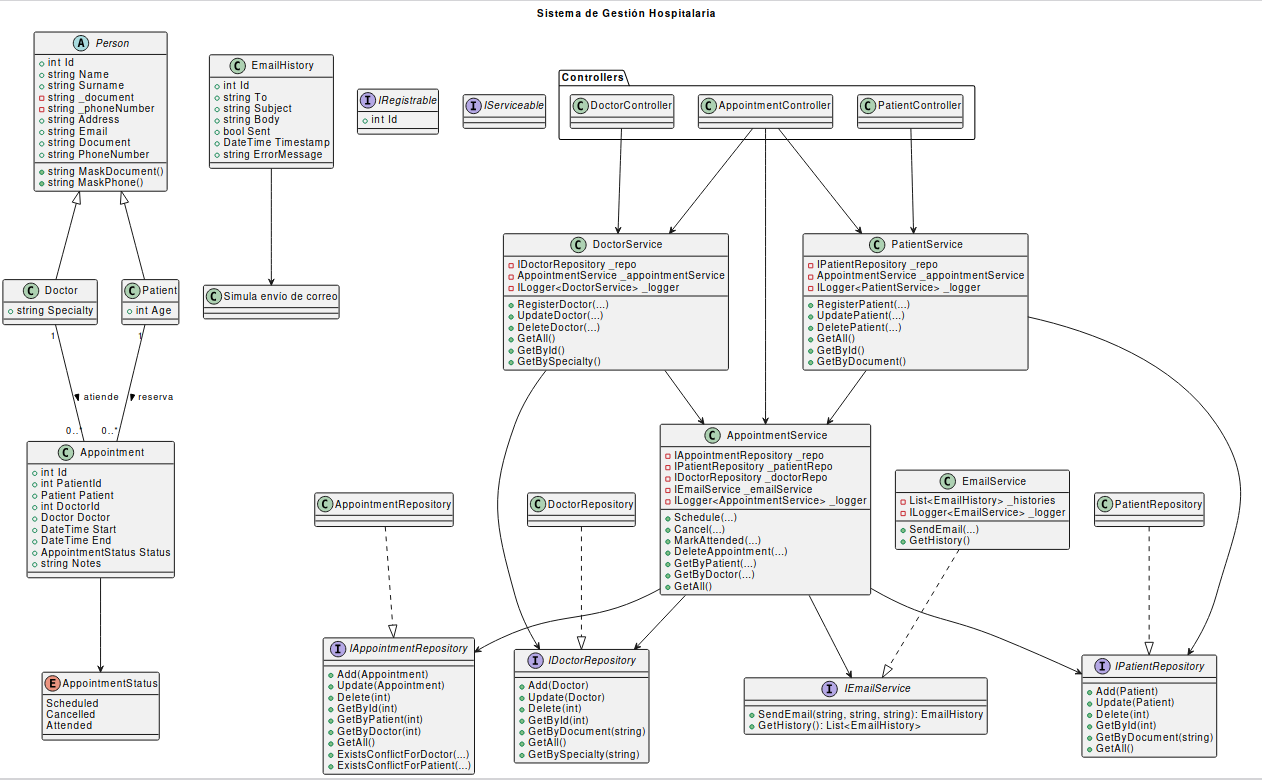 Sistema de Gestión Hospitalaria
A Person
int Id
string Name
string Surname
string _document
string _phoneNumber
string Address
string Email
string Document
string PhoneNumber
string MaskDocument()
string MaskPhone()
C EmailHistory
int Id
string To
string Subject
string Body
bool Sent
DateTime Timestamp
string ErrorMessage
I IRegistrable
int Id
I IServiceable
Controllers
C DoctorController
C AppointmentController
C PatientController
C Doctor
string Specialty
C Patient
int Age
C Simula envío de correo
C DoctorService
IDoctorRepository _repo
AppointmentService _appointmentService
ILogger<DoctorService> _logger
RegisterDoctor(...)
UpdateDoctor(...)
DeleteDoctor(...)
GetAll()
GetById()
GetBySpecialty()
C PatientService
IPatientRepository _repo
AppointmentService _appointmentService
ILogger<PatientService> _logger
RegisterPatient(...)
UpdatePatient(...)
DeletePatient(...)
GetAll()
GetById()
GetByDocument()
1
1
atiende
reserva
0..*
0..*
C Appointment
int Id
int PatientId
Patient Patient
int DoctorId
Doctor Doctor
DateTime Start
DateTime End
AppointmentStatus Status
string Notes
C AppointmentRepository
C DoctorRepository
C AppointmentService
IAppointmentRepository _repo
IPatientRepository _patientRepo
IDoctorRepository _doctorRepo
IEmailService _emailService
ILogger<AppointmentService> _logger
Schedule(...)
Cancel(...)
MarkAttended(...)
DeleteAppointment(...)
GetByPatient(...)
GetByDoctor(...)
GetAll()
C EmailService
List<EmailHistory> _histories
ILogger<EmailService> _logger
SendEmail(...)
GetHistory()
C PatientRepository
E AppointmentStatus
Scheduled
Cancelled
Attended
I IAppointmentRepository
Add(Appointment)
Update(Appointment)
Delete(int)
GetById(int)
GetByPatient(int)
GetByDoctor(int)
GetAll()
ExistsConflictForDoctor(...)
ExistsConflictForPatient(...)
I IDoctorRepository
Add(Doctor)
Update(Doctor)
Delete(int)
GetById(int)
GetByDocument(string)
GetAll()
GetBySpecialty(string)
I IEmailService
SendEmail(string, string, string): EmailHistory
GetHistory(): List<EmailHistory>
I IPatientRepository
Add(Patient)
Update(Patient)
Delete(int)
GetById(int)
GetByDocument(string)
GetAll()